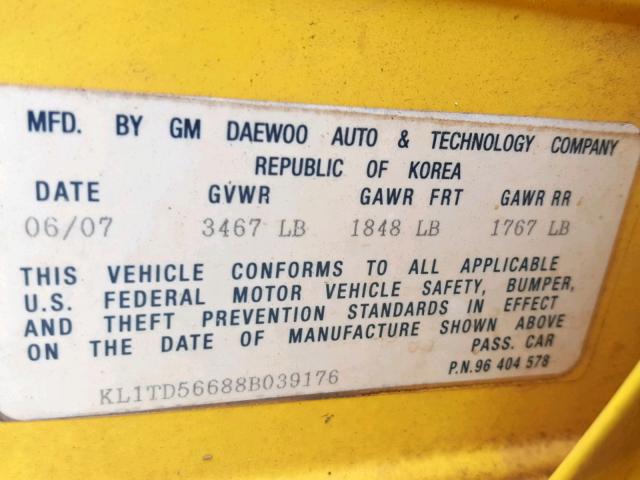 MFD. BY GM DAEWOO AUTO & TECHNOLOGY COMPANY
REPUBLIC OF KOREA
DATE GVWR GAWR FRT GAWR RR
06/07 3467 LB 1848 LB 1767 LB
THIS VEHICLE CONFORMS TO ALL APPLICABLE
U.S. FEDERAL MOTOR VEHICLE SAFETY, BUMPER,
AND THEFT PREVENTION STANDARDS IN EFFECT
ON THE DATE OF MANUFACTURE SHOWN ABOVE
PASS. CAR
KL1TD56688B039176 P.N.96 404 578